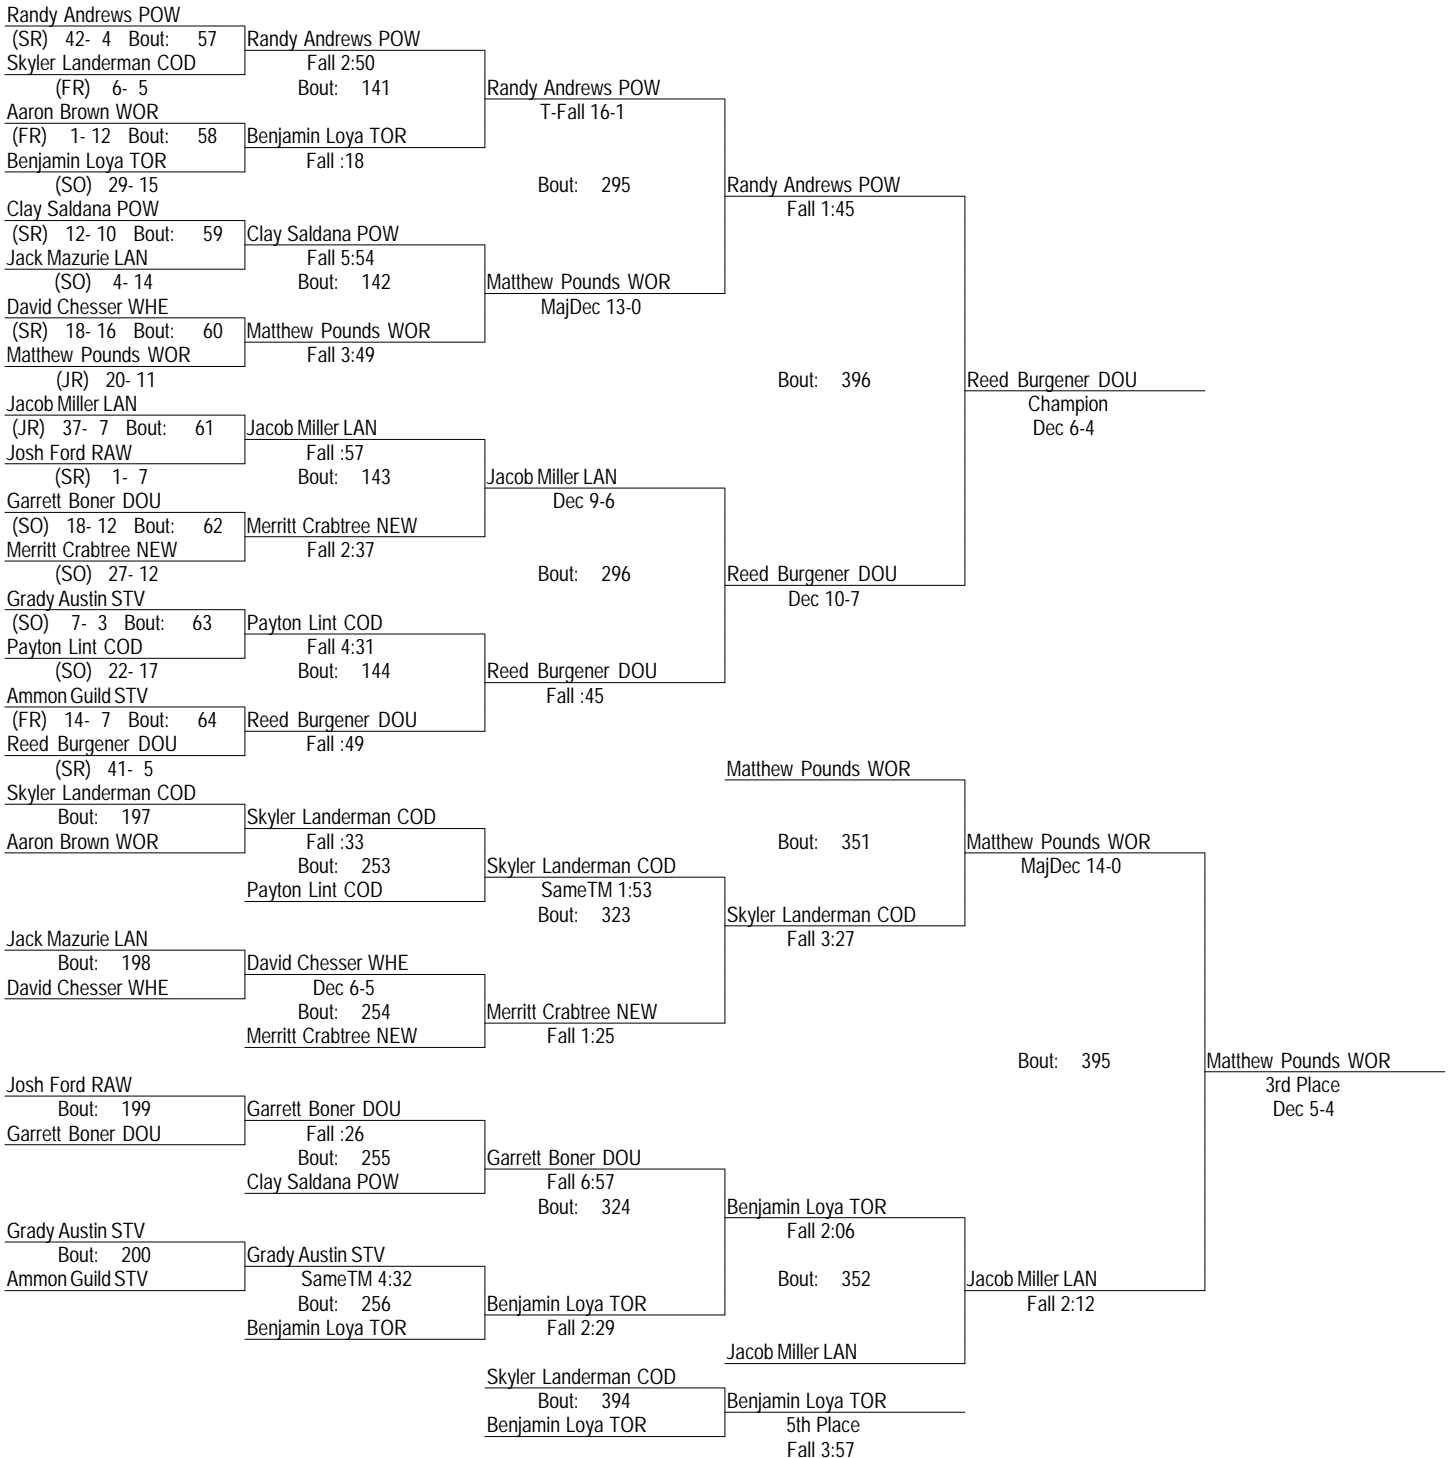 Randy Andrews POW
(SR) 42- 4 Bout: 57 Randy Andrews POW
Skyler Landerman COD Fall 2:50
(FR) 6- 5 Bout: 141 Randy Andrews POW
Aaron Brown WOR T-Fall 16-1
(FR) 1- 12 Bout: 58 Benjamin Loya TOR
Benjamin Loya TOR Fall :18
(SO) 29- 15 Bout: 295 Randy Andrews POW
Clay Saldana POW Fall 1:45
(SR) 12- 10 Bout: 59 Clay Saldana POW
Jack Mazurie LAN Fall 5:54
(SO) 4- 14 Bout: 142 Matthew Pounds WOR
David Chesser WHE MajDec 13-0
(SR) 18- 16 Bout: 60 Matthew Pounds WOR
Matthew Pounds WOR Fall 3:49
(JR) 20- 11 Bout: 396 Reed Burgener DOU
Jacob Miller LAN Champion
(JR) 37- 7 Bout: 61 Jacob Miller LAN Dec 6-4
Josh Ford RAW Fall :57
(SR) 1- 7 Bout: 143 Jacob Miller LAN
Garrett Boner DOU Dec 9-6
(SO) 18- 12 Bout: 62 Merritt Crabtree NEW
Merritt Crabtree NEW Fall 2:37
(SO) 27- 12 Bout: 296 Reed Burgener DOU
Grady Austin STV Dec 10-7
(SO) 7- 3 Bout: 63 Payton Lint COD
Payton Lint COD Fall 4:31
(SO) 22- 17 Bout: 144 Reed Burgener DOU
Ammon Guild STV Fall :45
(FR) 14- 7 Bout: 64 Reed Burgener DOU
Reed Burgener DOU Fall :49
(SR) 41- 5 Matthew Pounds WOR
Skyler Landerman COD
Bout: 197 Skyler Landerman COD
Aaron Brown WOR Fall :33 Bout: 351 Matthew Pounds WOR
Bout: 253 Skyler Landerman COD MajDec 14-0
Payton Lint COD SameTM 1:53
Bout: 323 Skyler Landerman COD
Jack Mazurie LAN Fall 3:27
Bout: 198 David Chesser WHE
David Chesser WHE Dec 6-5
Bout: 254 Merritt Crabtree NEW
Merritt Crabtree NEW Fall 1:25
Bout: 395 Matthew Pounds WOR
Josh Ford RAW 3rd Place
Bout: 199 Garrett Boner DOU Dec 5-4
Garrett Boner DOU Fall :26
Bout: 255 Garrett Boner DOU
Clay Saldana POW Fall 6:57
Bout: 324 Benjamin Loya TOR
Grady Austin STV Fall 2:06
Bout: 200 Grady Austin STV
Ammon Guild STV SameTM 4:32 Bout: 352 Jacob Miller LAN
Bout: 256 Benjamin Loya TOR Fall 2:12
Benjamin Loya TOR Fall 2:29
Jacob Miller LAN
Skyler Landerman COD
Bout: 394 Benjamin Loya TOR
Benjamin Loya TOR 5th Place
Fall 3:57